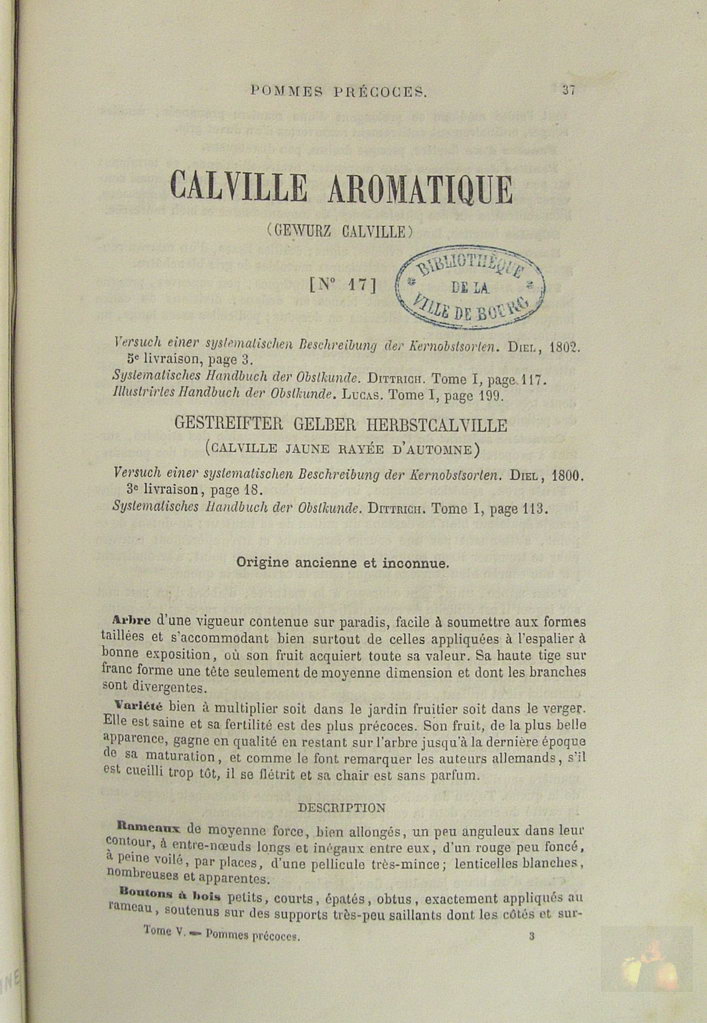 POMMES PRÉCOCES. 37
CALVILLE AROMATIQUE
(GEWURZ CALVILLE)
[N° 17]
BIBLIOTHÈQUE
DE LA
VILLE DE BOURG
Versuch einer systematischen Beschreibung der Kernobstsorten. DIEL, 1802.
5e livraison, page 3.
Systematisches Handbuch der Obstkunde. DITTRICH. Tome I, page 117.
Illustrirtes Handbuch der Obstkunde. LUCAS. Tome I, page 199.
GESTREIFTER GELBER HERBSTCALVILLE
(CALVILLE JAUNE RAYÉE D'AUTOMNE)
Versuch einer systematischen Beschreibung der Kernobstsorten. DIEL, 1800.
3e livraison, page 18.
Systematisches Handbuch der Obstkunde. DITTRICH. Tome I, page 113.
Origine ancienne et inconnue.
Arbre d'une vigueur contenue sur paradis, facile à soumettre aux formes
taillées et s'accommodant bien surtout de celles appliquées à l'espalier à
bonne exposition, où son fruit acquiert toute sa valeur. Sa haute tige sur
franc forme une tête seulement de moyenne dimension et dont les branches
sont divergentes.
Variété bien à multiplier soit dans le jardin fruitier soit dans le verger.
Elle est saine et sa fertilité est des plus précoces. Son fruit, de la plus belle
apparence, gagne en qualité en restant sur l'arbre jusqu'à la dernière époque
de sa maturation, et comme le font remarquer les auteurs allemands, s'il
est cueilli trop tôt, il se flétrit et sa chair est sans parfum.
DESCRIPTION
Rameaux de moyenne force, bien allongés, un peu anguleux dans leur
contour, à entre-nœuds longs et inégaux entre eux, d'un rouge peu foncé,
à peine voilé, par places, d'une pellicule très-mince; lenticelles blanches,
nombreuses et apparentes.
Boutons à bois petits, courts, épatés, obtus, exactement appliqués au
rameau, soutenus sur des supports très-peu saillants dont les côtés et sur-
Tome V. — Pommes précoces. 3